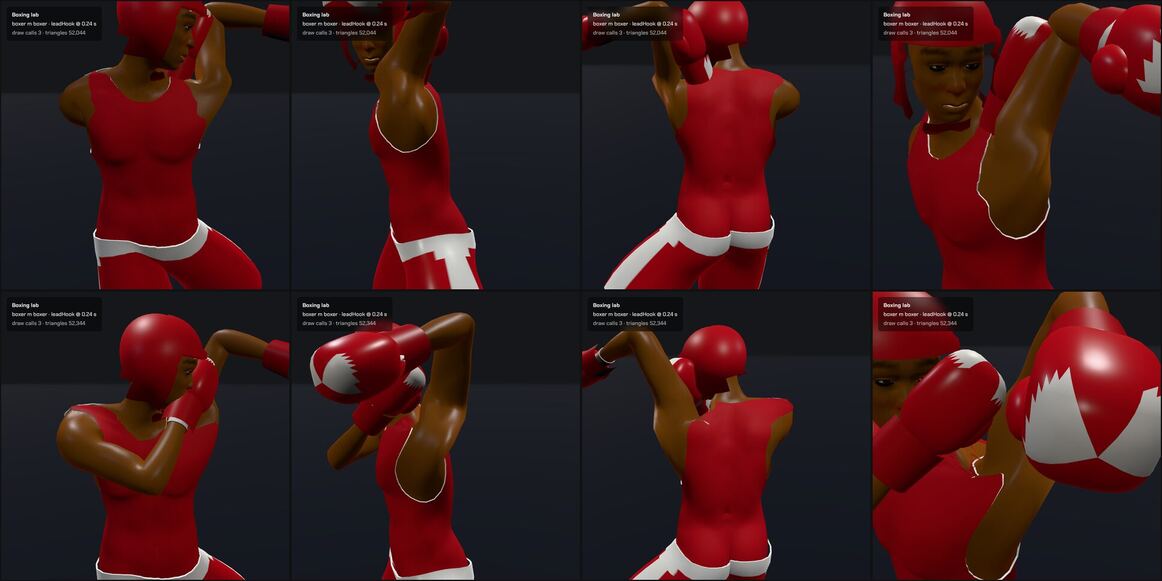 Boxing lab
boxer m boxer · leadHook @ 0.24 s
draw calls 3 · triangles 52,044
Boxing lab
boxer m boxer · leadHook @ 0.24 s
draw calls 3 · triangles 52,044
Boxing lab
boxer m boxer · leadHook @ 0.24 s
draw calls 3 · triangles 52,044
Boxing lab
boxer m boxer · leadHook @ 0.24 s
draw calls 3 · triangles 52,044
Boxing lab
boxer m boxer · leadHook @ 0.24 s
draw calls 3 · triangles 52,344
Boxing lab
boxer m boxer · leadHook @ 0.24 s
draw calls 3 · triangles 52,344
Boxing lab
boxer m boxer · leadHook @ 0.24 s
draw calls 3 · triangles 52,344
Boxing lab
boxer m boxer · leadHook @ 0.24 s
draw calls 3 · triangles 52,344